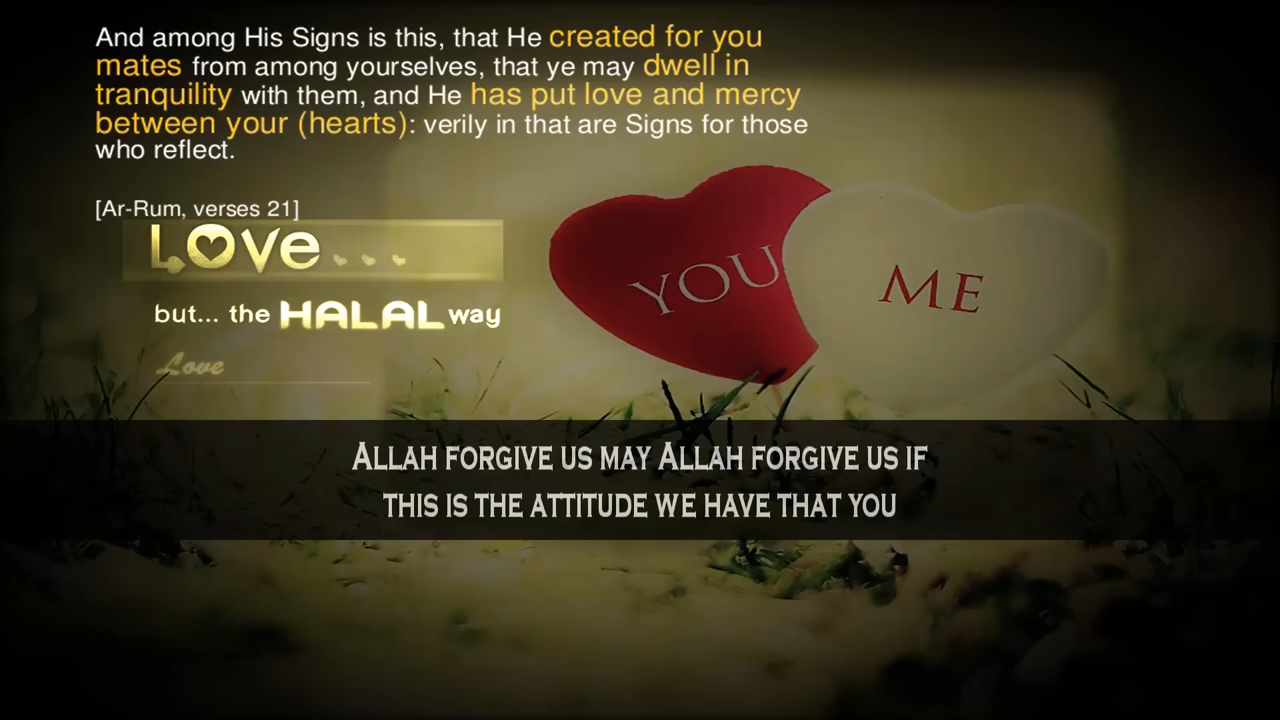 And among His Signs is this, that He created for you
mates from among yourselves, that ye may dwell in
tranquility with them, and He has put love and mercy
between your (hearts): verily in that are Signs for those
who reflect.
[Ar-Rum, verses 21]
Love...
but... the HALAL way
Love
YOU
ME
ALLAH FORGIVE US MAY ALLAH FORGIVE US IF
THIS IS THE ATTITUDE WE HAVE THAT YOU